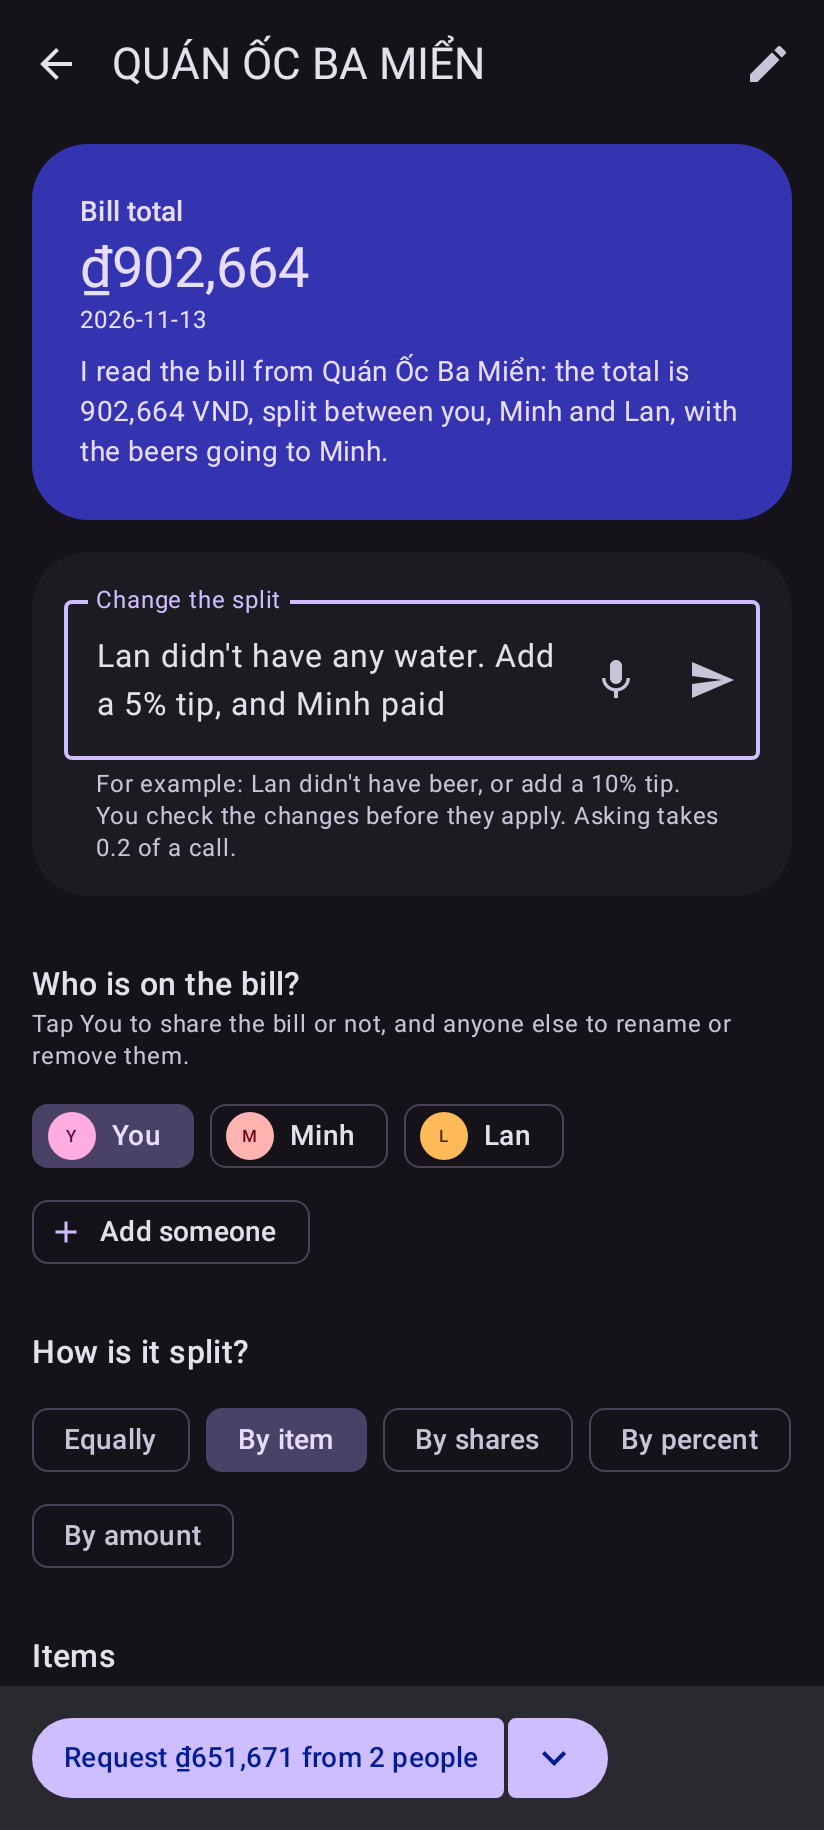 QUÁN ỐC BA MIỂN
Bill total
₫902,664
2026-11-13
I read the bill from Quán Ốc Ba Miển: the total is
902,664 VND, split between you, Minh and Lan, with
the beers going to Minh.
Change the split
Lan didn't have any water. Add
a 5% tip, and Minh paid
For example: Lan didn't have beer, or add a 10% tip.
You check the changes before they apply. Asking takes
0.2 of a call.
Who is on the bill?
Tap You to share the bill or not, and anyone else to rename or
remove them.
Y You M Minh L Lan
Add someone
How is it split?
Equally By item By shares By percent
By amount
Items
Request ₫651,671 from 2 people